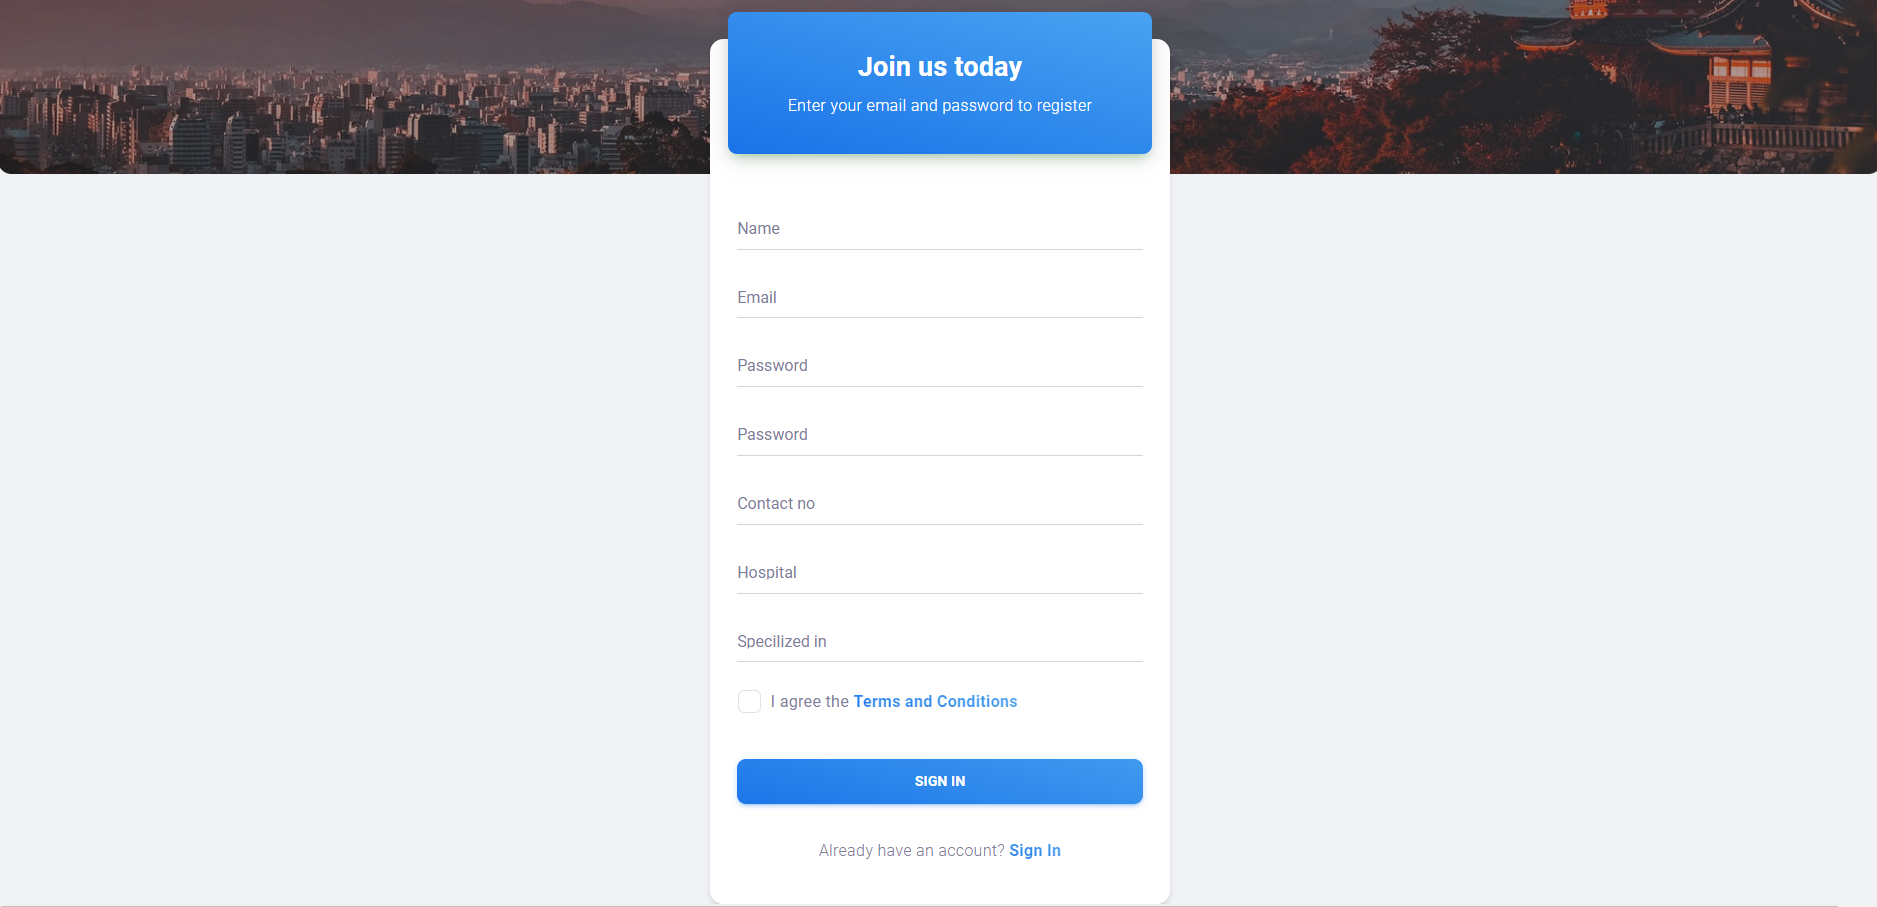 Join us today
Enter your email and password to register
Name
Email
Password
Password
Contact no
Hospital
Specilized in
I agree the Terms and Conditions
SIGN IN
Already have an account? Sign In